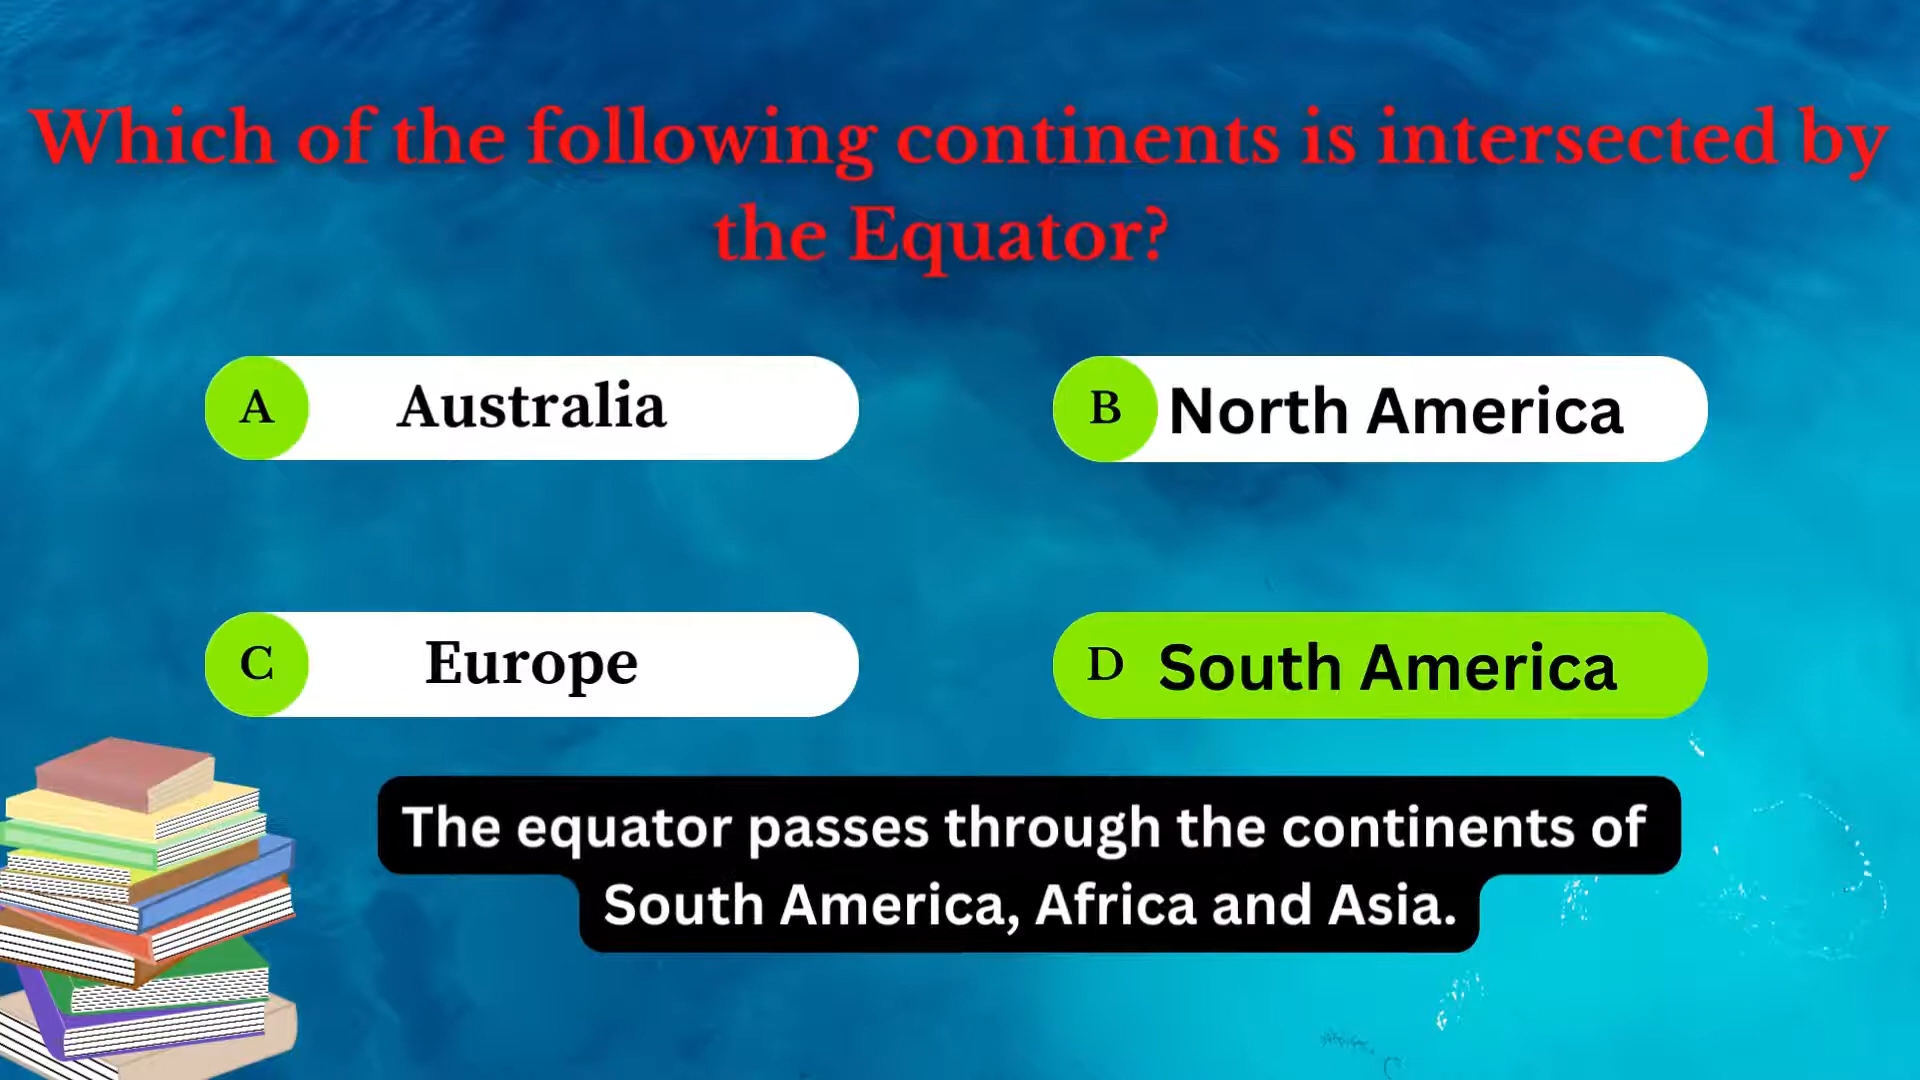 Which of the following continents is intersected by
the Equator?
A Australia
B North America
C Europe
D South America
The equator passes through the continents of
South America, Africa and Asia.